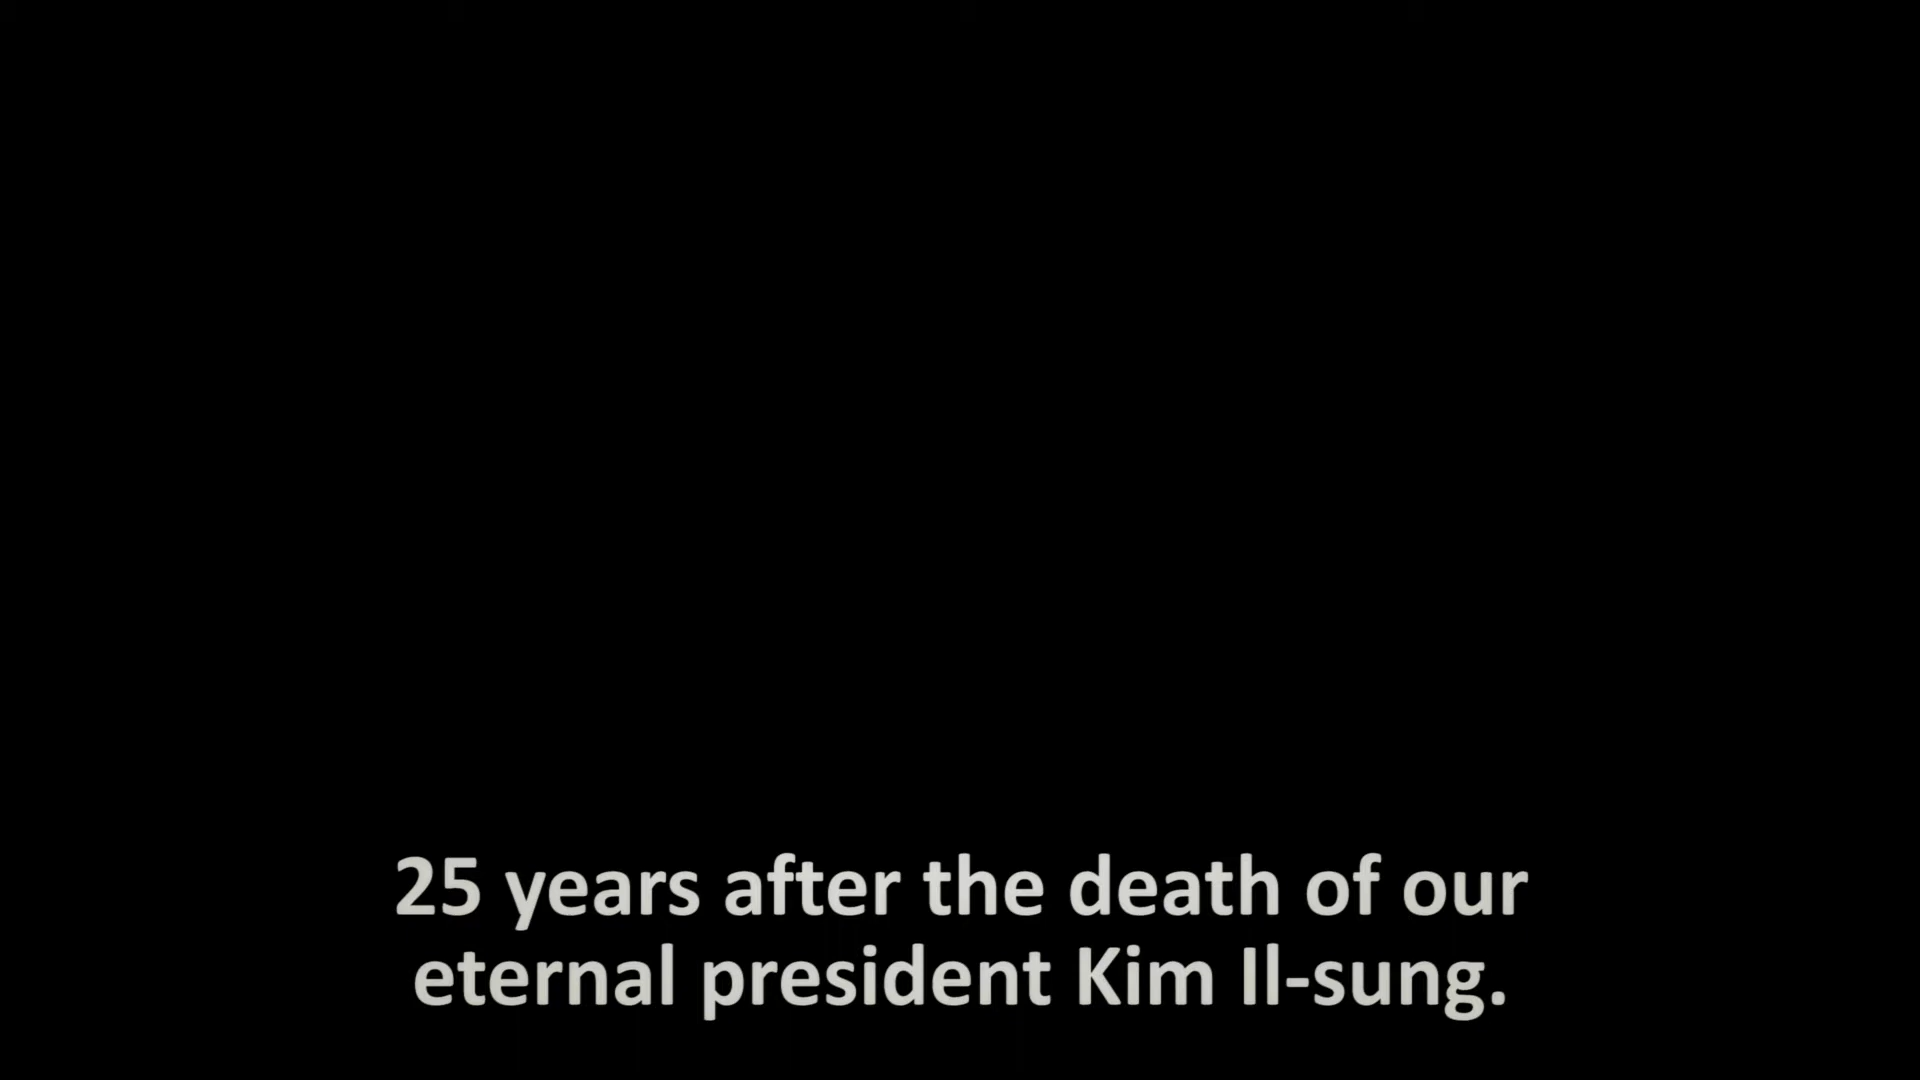 25 years after the death of our
eternal president Kim Il-sung.